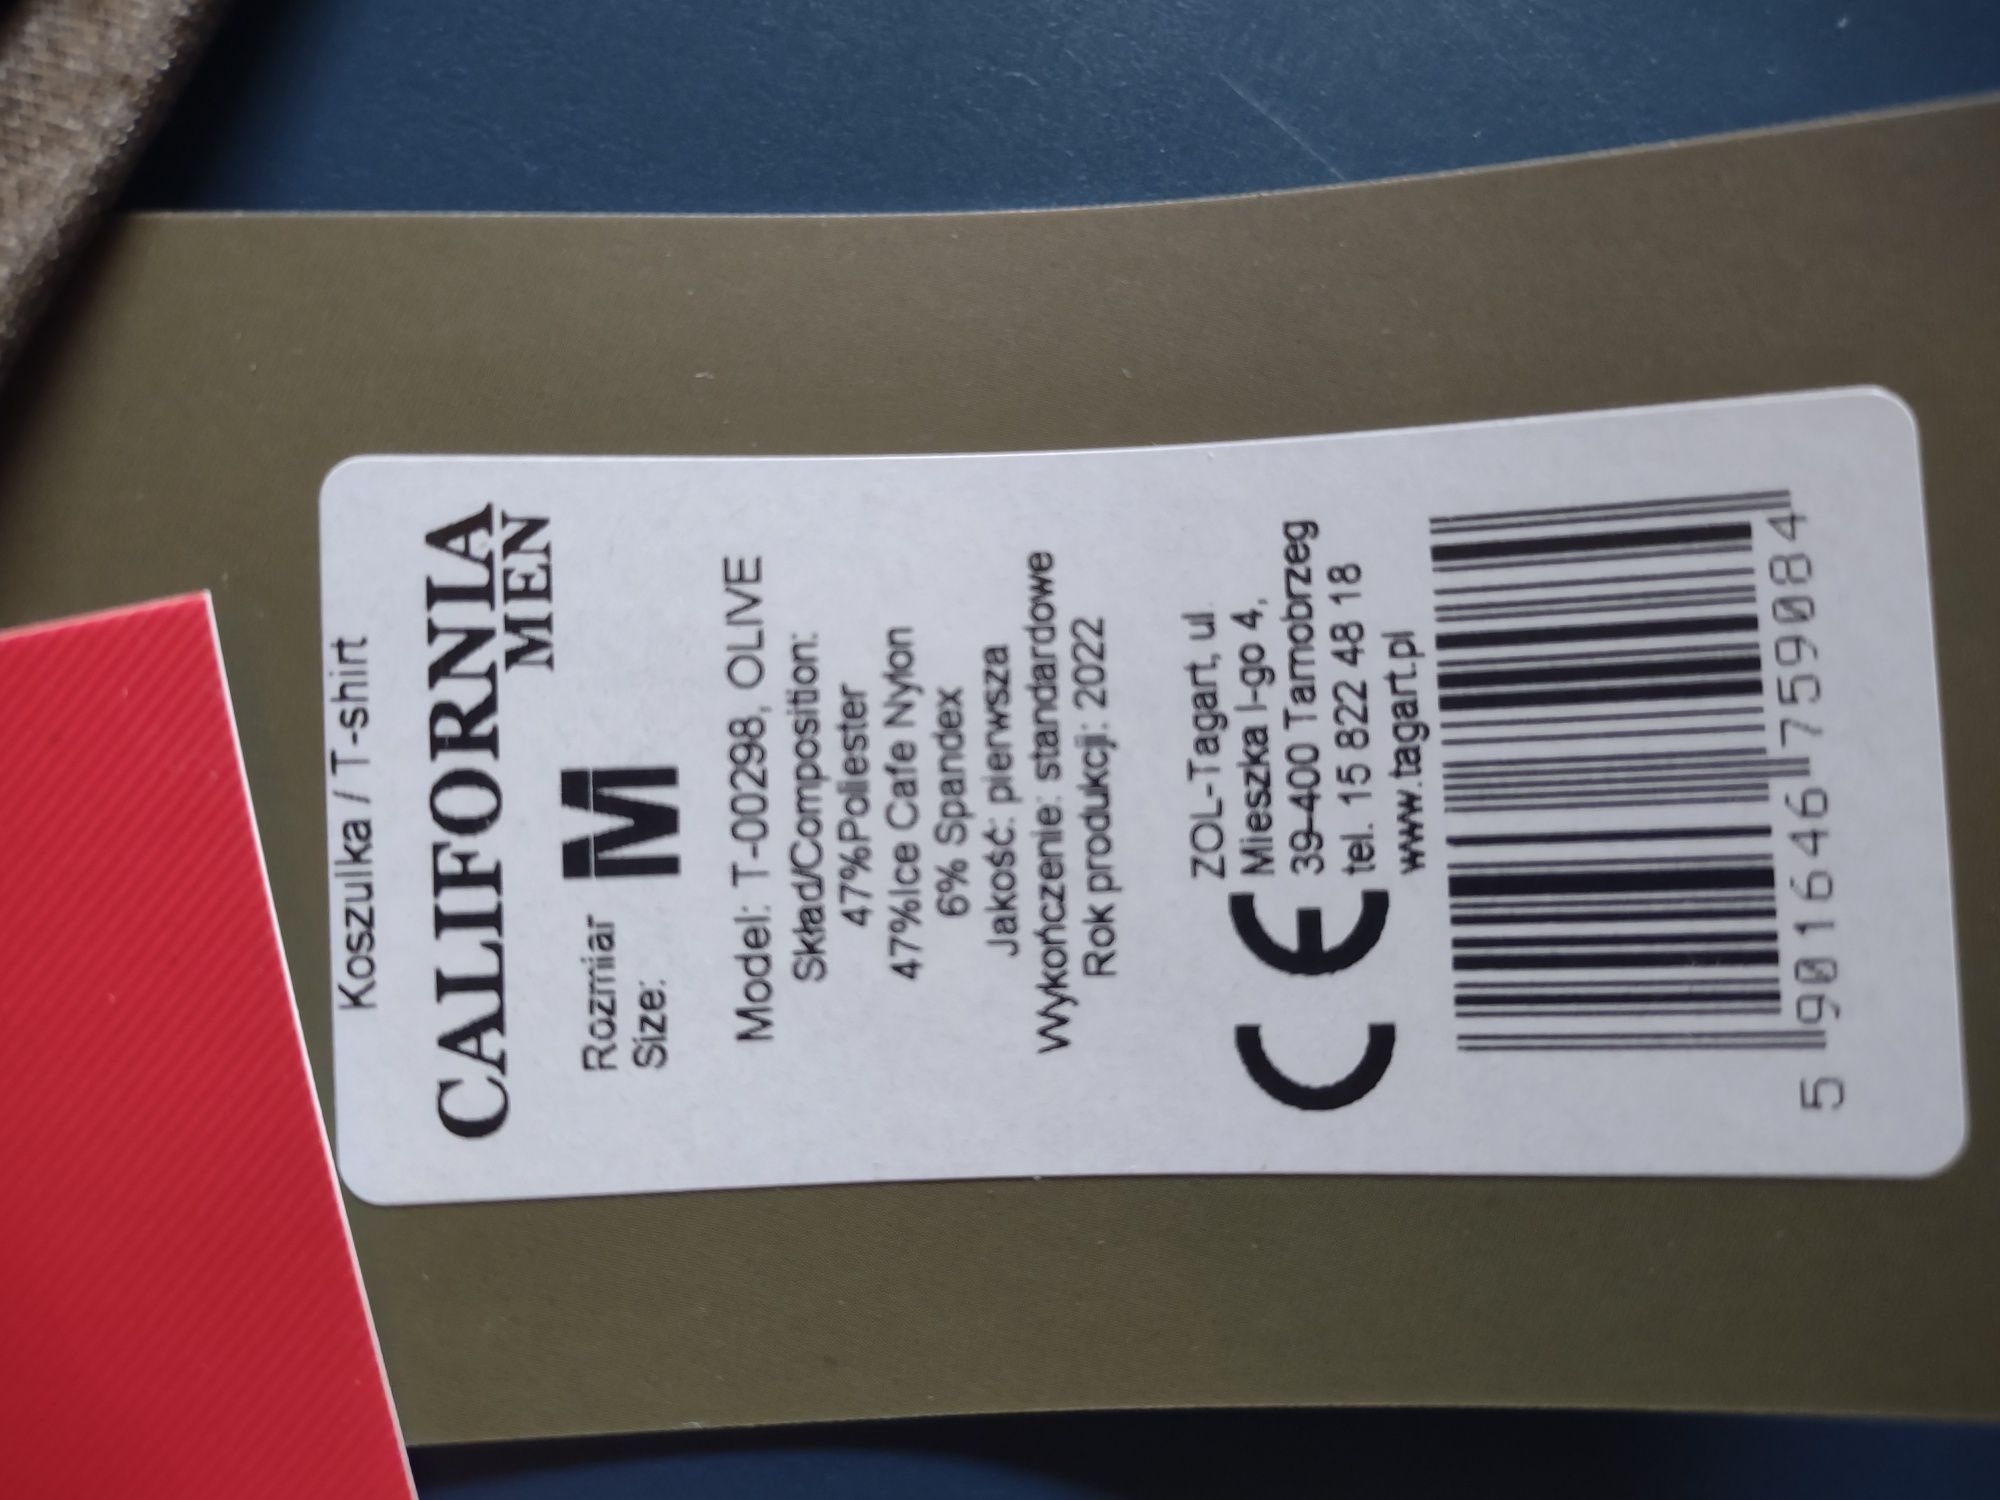 Koszulka / T-shirt
CALIFORNIA
MEN
Rozmiar
Size:
M
Model: T-00298, OLIVE
Skład/Composition:
47%Poliester
47%Ice Cafe Nylon
6% Spandex
Jakość: pierwsza
Wykończenie: standardowe
Rok produkcji: 2022
CE
ZOL-Tagart, ul.
Mieszka I-go 4,
39-400 Tarnobrzeg
tel. 15 822 48 18
www.tagart.pl
5 901646 759084